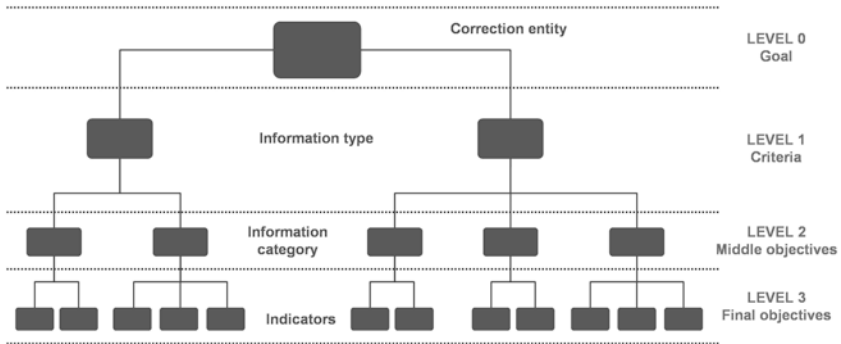 Correction entity
LEVEL 0
Goal
Information type
LEVEL 1
Criteria
Information
category
LEVEL 2
Middle objectives
Indicators
LEVEL 3
Final objectives